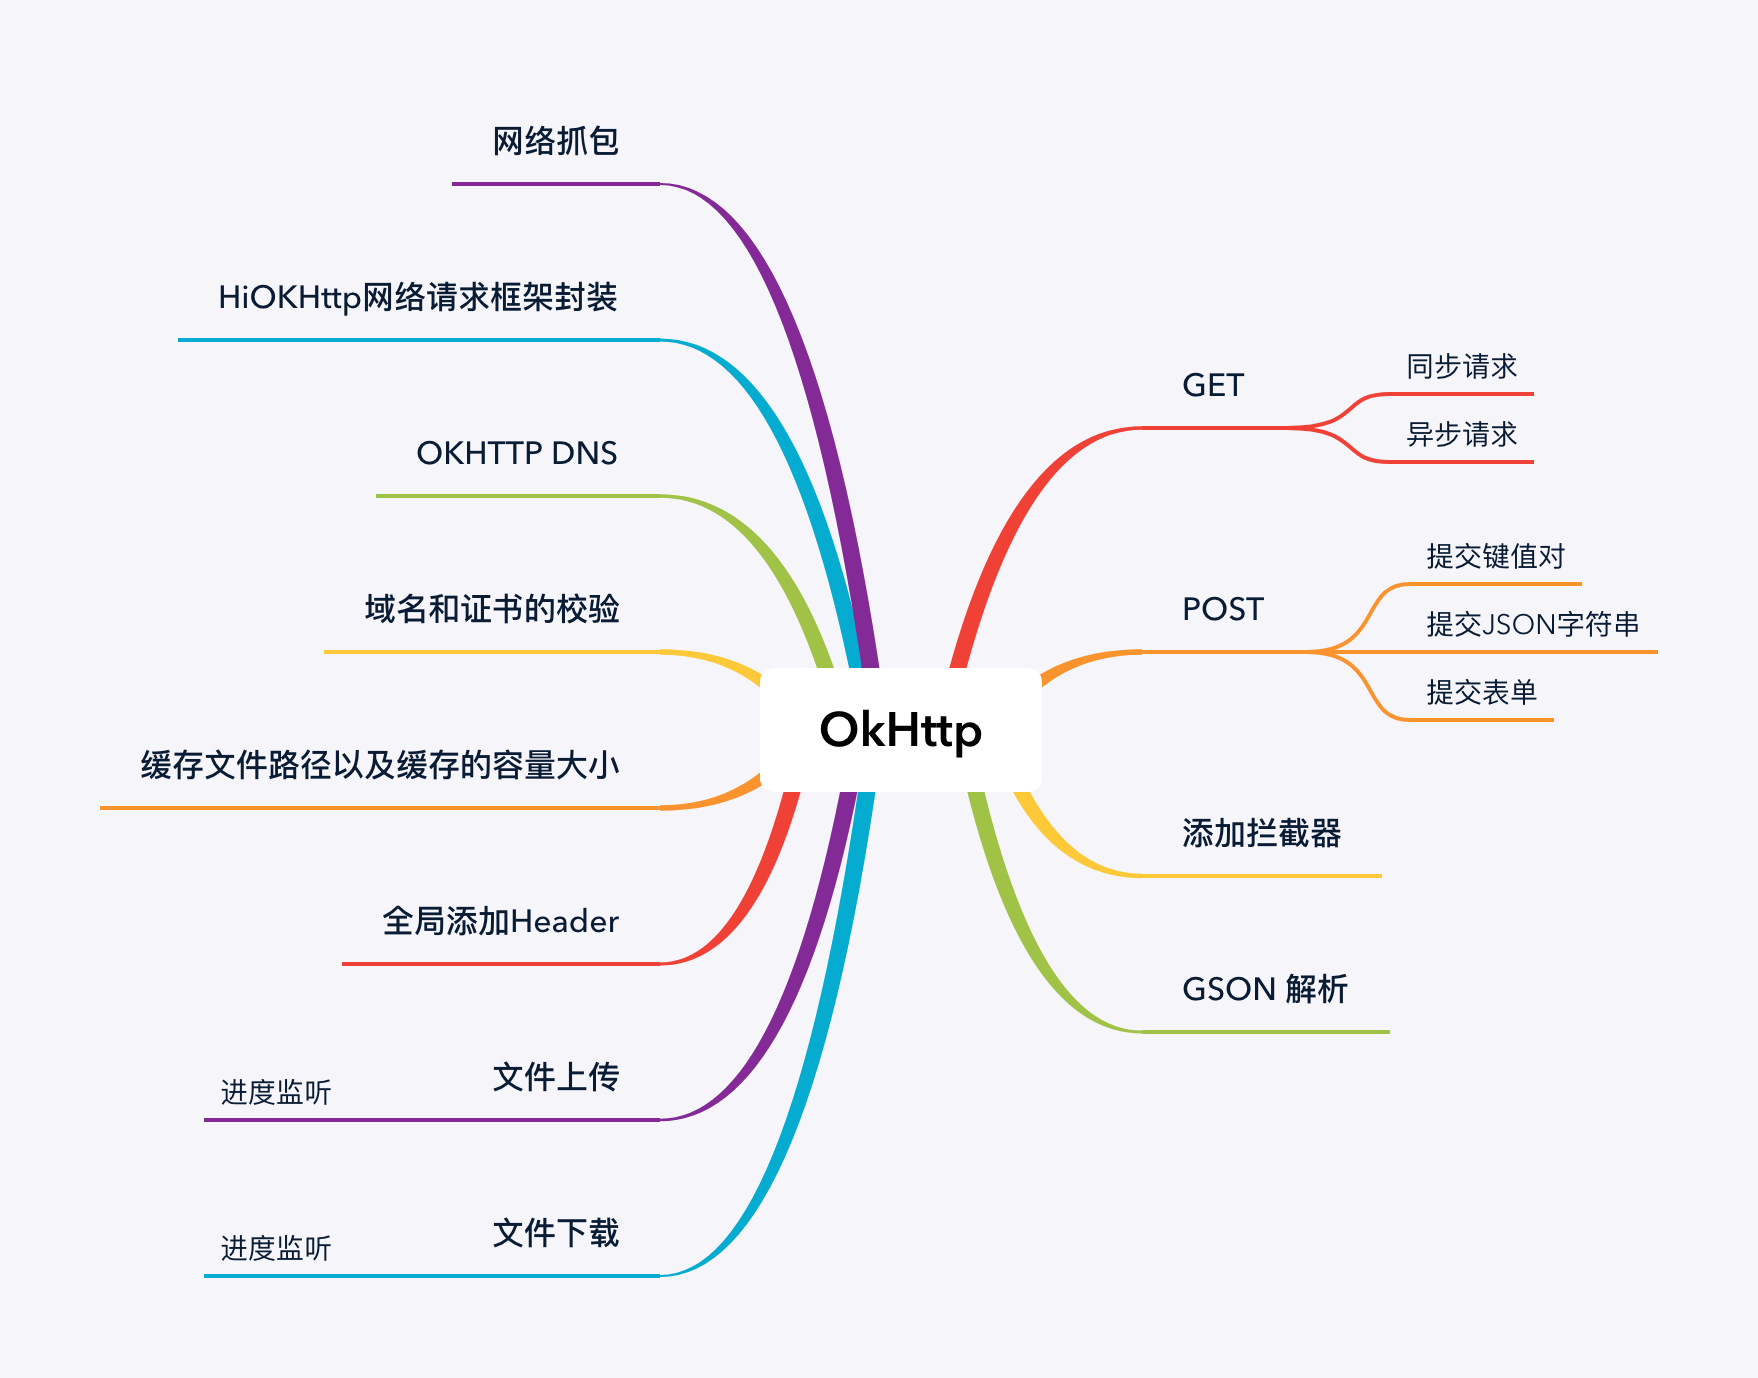 OkHttp
GET
同步请求
异步请求
POST
提交键值对
提交JSON字符串
提交表单
添加拦截器
GSON 解析
网络抓包
HiOKHttp网络请求框架封装
OKHTTP DNS
域名和证书的校验
缓存文件路径以及缓存的容量大小
全局添加Header
文件上传
进度监听
文件下载
进度监听